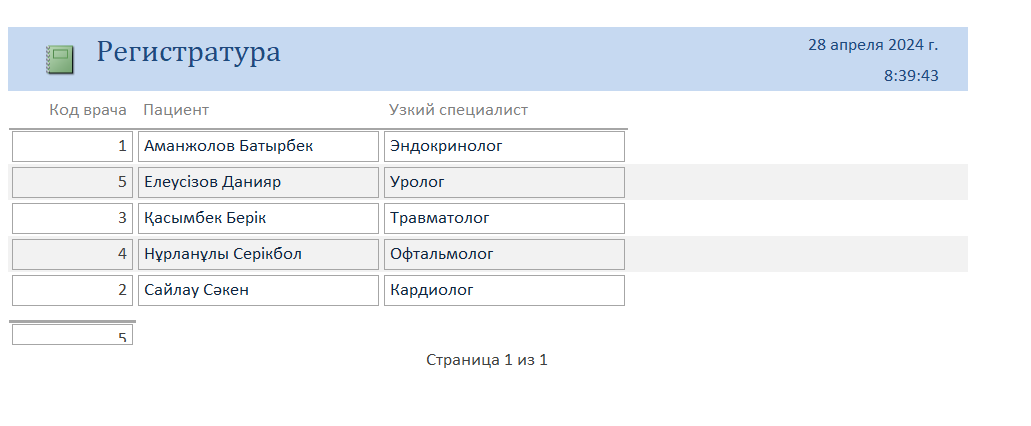 Регистратура
28 апреля 2024 г.
8:39:43
Код врача Пациент Узкий специалист
1 Аманжолов Батырбек Эндокринолог
5 Елеусізов Данияр Уролог
3 Қасымбек Берік Травматолог
4 Нұрланұлы Серікбол Офтальмолог
2 Сайлау Сәкен Кардиолог
5
Страница 1 из 1